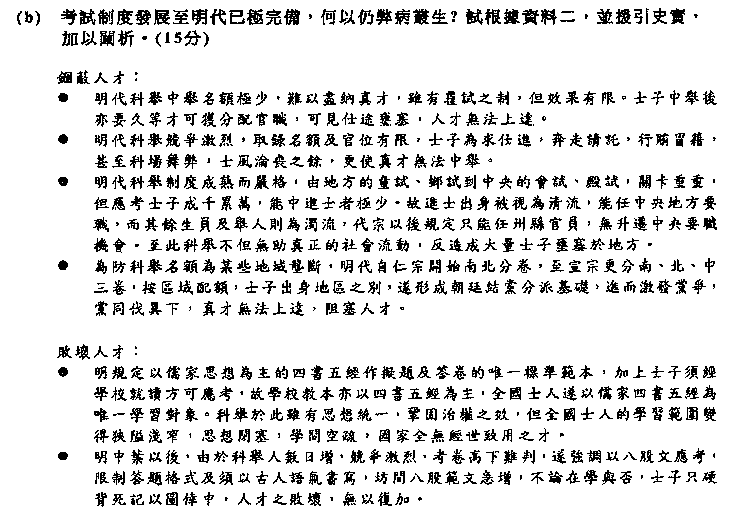 (b) 考試制度發展至明代已極完備，何以仍弊病叢生？試根據資料二，並援引史實，
加以闡析。(15分)
錮蔽人才：
● 明代科舉中舉名額極少，難以盡納真才，雖有覆試之制，但效果有限。士子中舉後
亦要久等才可獲分配官職，可見仕途壅塞，人才無法上達。
● 明代科舉競爭激烈，取錄名額及官位有限，士子為求仕進，奔走請託，行賄冒籍，
甚至科場舞弊，士風淪喪之餘，更使真才無法中舉。
● 明代科舉制度成熟而嚴格，由地方的童試、鄉試到中央的會試、殿試，關卡重重，
但應考士子成千累萬，能中進士者極少。故進士出身被視為清流，能任中央地方要
職，而其餘生員及舉人則為濁流，代宗以後規定只能任州縣官員，無升遷中央要職
機會。至此科舉不但無助真正的社會流動，反造成大量士子壅塞於地方。
● 為防科舉名額為某些地域壟斷，明代自仁宗開始南北分卷，至宣宗更分南、北、中
三卷，按區域配額，士子出身地區之別，遂形成朝廷結黨分派基礎，進而激發黨爭，
黨同伐異下，真才無法上達，阻塞人才。
敗壞人才：
● 明規定以儒家思想為主的四書五經作擬題及答卷的唯一標準範本，加上士子須經
學校就讀方可應考，故學校教本亦以四書五經為主，全國士人遂以儒家四書五經為
唯一學習對象。科舉於此雖有思想統一，鞏固治權之效，但全國士人的學習範圍變
得狹隘淺窄，思想閉塞，學問空疏，國家全無經世致用之才。
● 明中葉以後，由於科舉人數日增，競爭激烈，考卷高下難判，遂強調以八股文應考，
限制答題格式及須以古人語氣書寫，坊間八股範文急增，不論在學與否，士子只硬
背死記以圖倖中，人才之敗壞，無以復加。